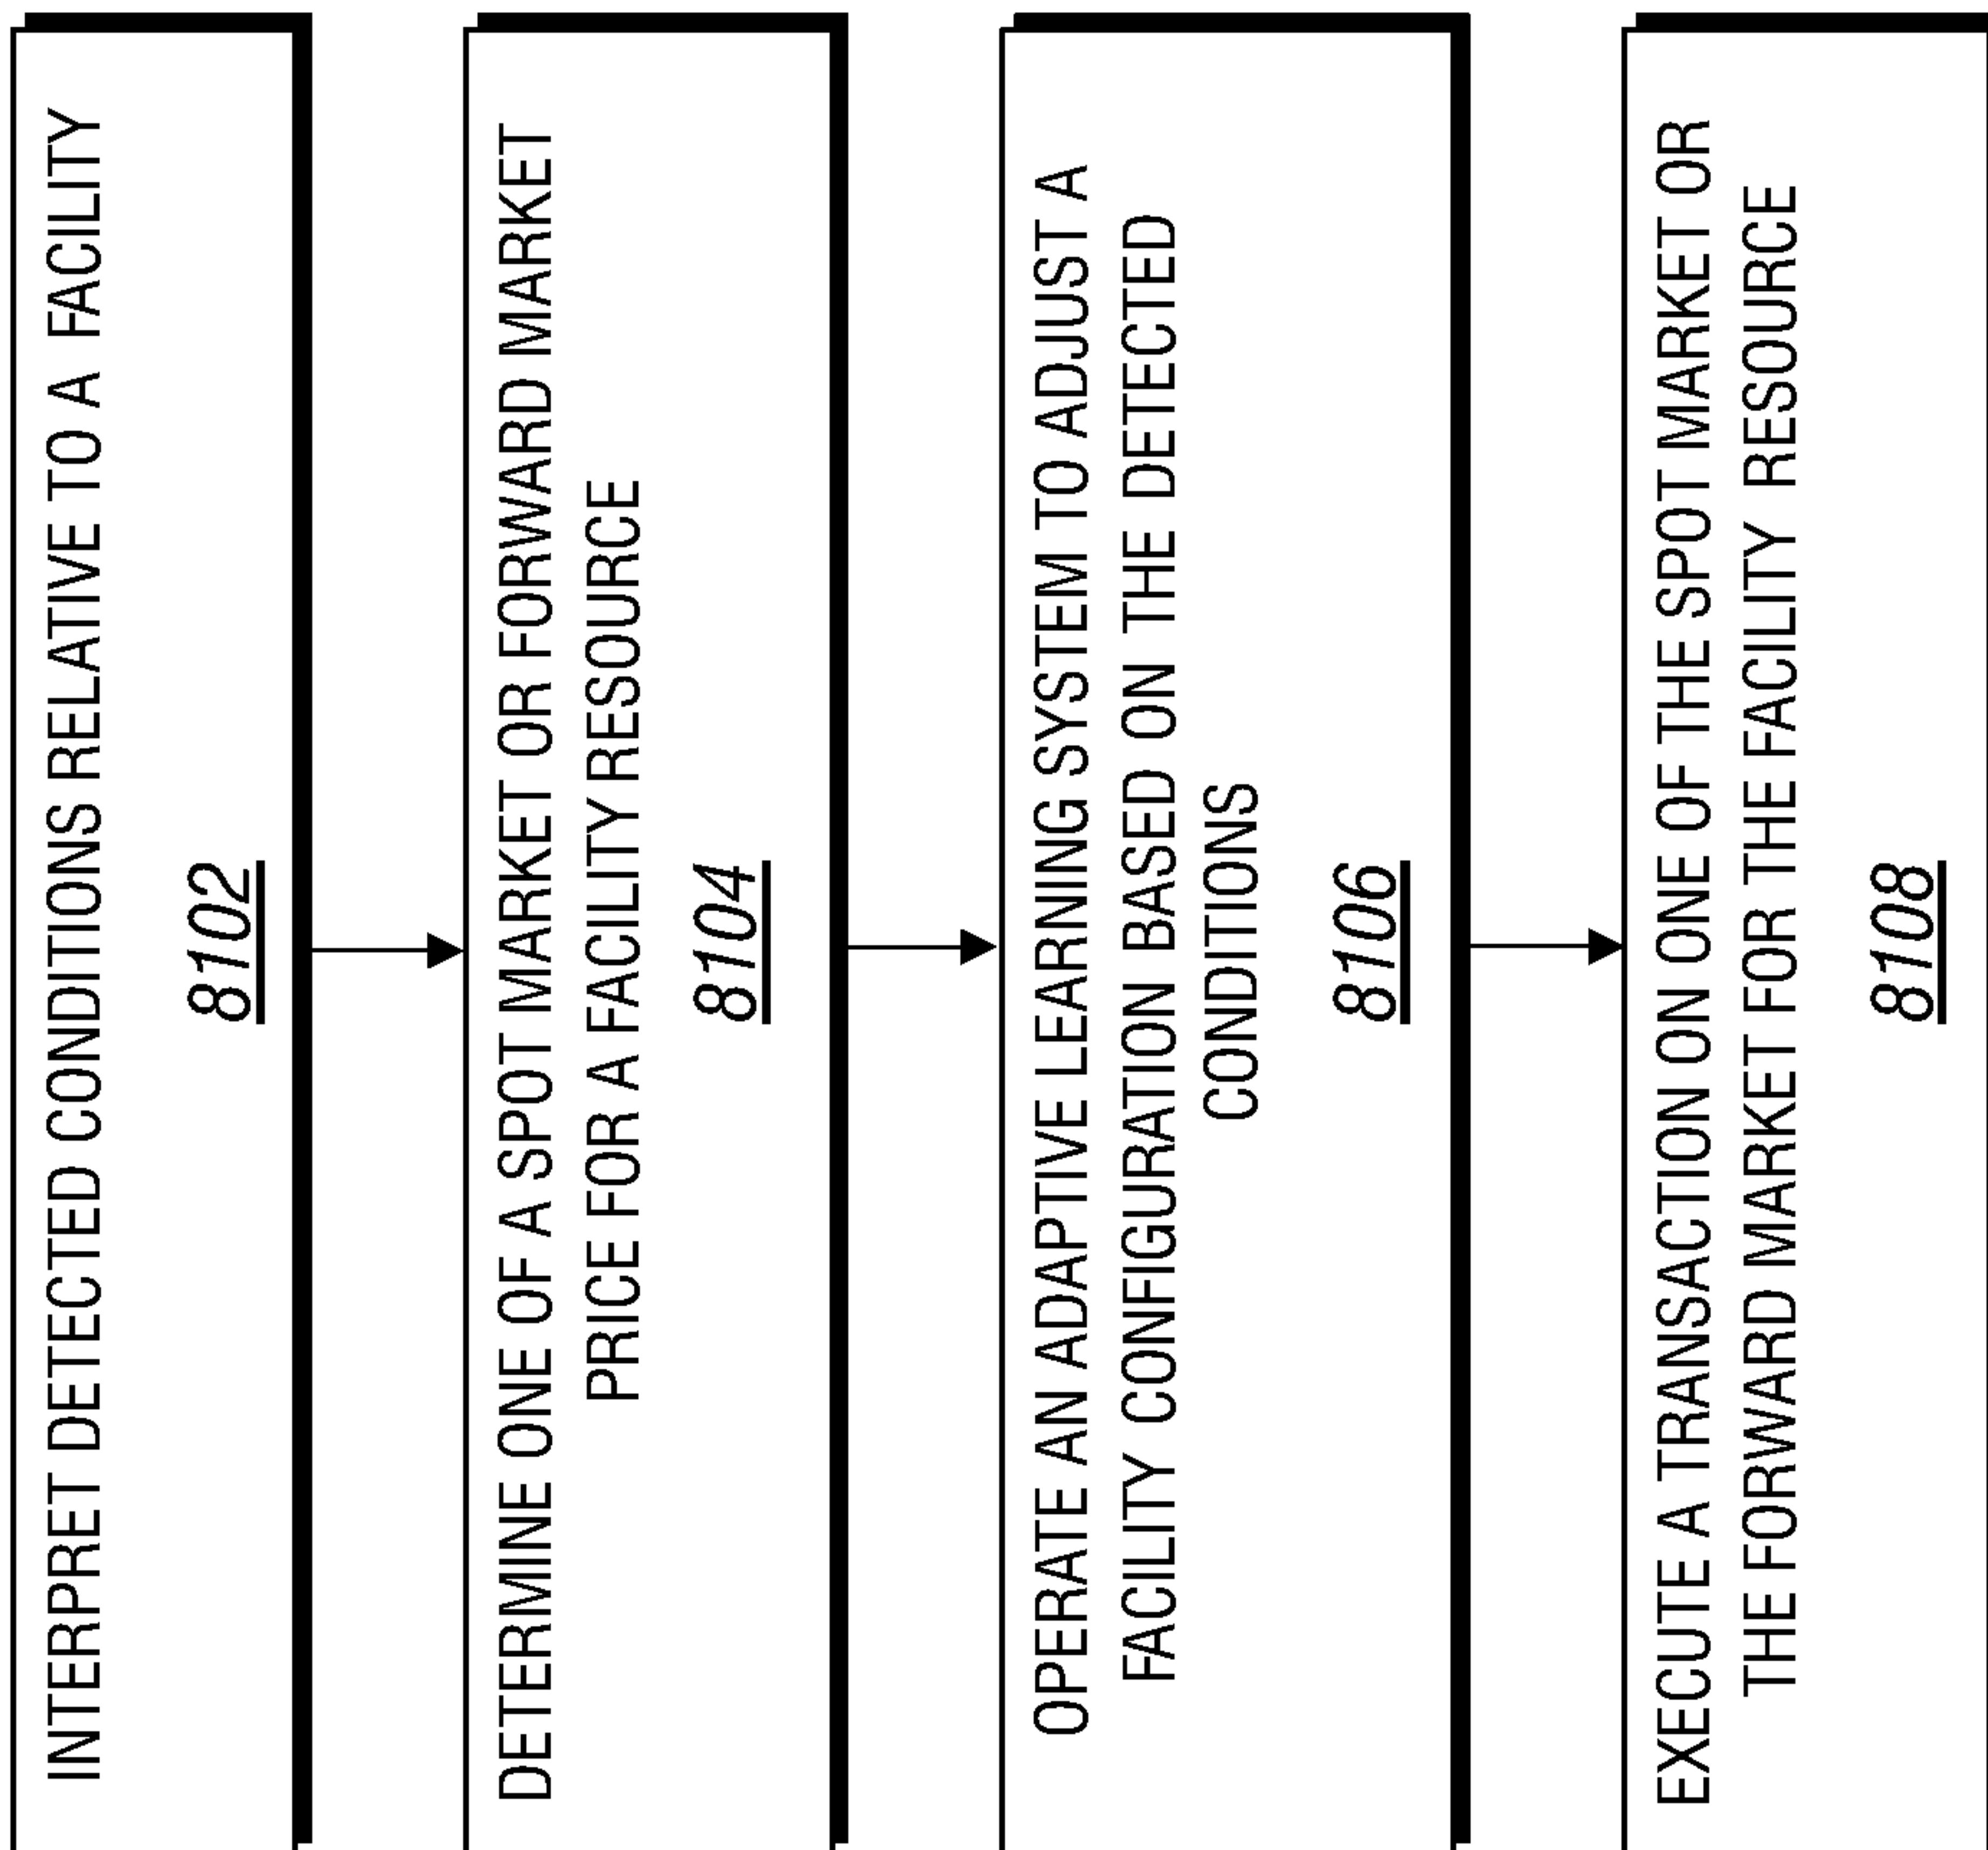 INTERPRET DETECTED CONDITIONS RELATIVE TO A FACILITY
8102
DETERMINE ONE OF A SPOT MARKET OR FORWARD MARKET
PRICE FOR A FACILITY RESOURCE
8104
OPERATE AN ADAPTIVE LEARNING SYSTEM TO ADJUST A
FACILITY CONFIGURATION BASED ON THE DETECTED
CONDITIONS
8106
EXECUTE A TRANSACTION ON ONE OF THE SPOT MARKET OR
THE FORWARD MARKET FOR THE FACILITY RESOURCE
8108